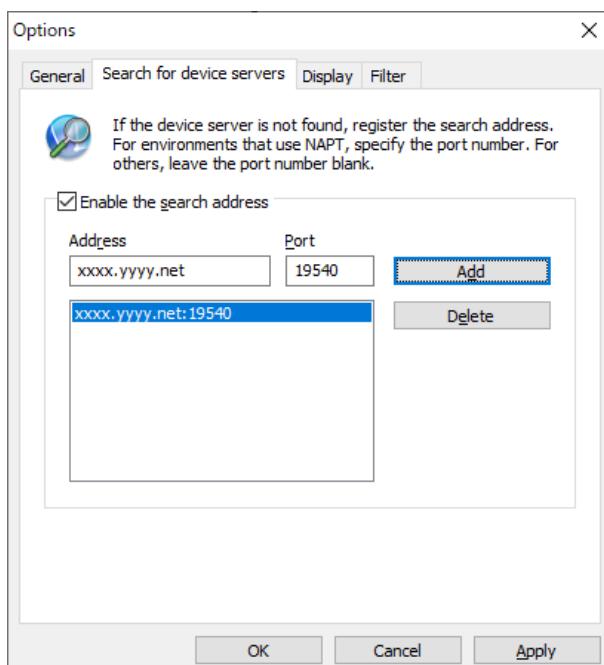 Options
General Search for device servers Display Filter
If the device server is not found, register the search address.
For environments that use NAPT, specify the port number. For
others, leave the port number blank.
Enable the search address
Address Port
xxxx.yyyy.net 19540 Add
xxxx.yyyy.net:19540 Delete
OK Cancel Apply